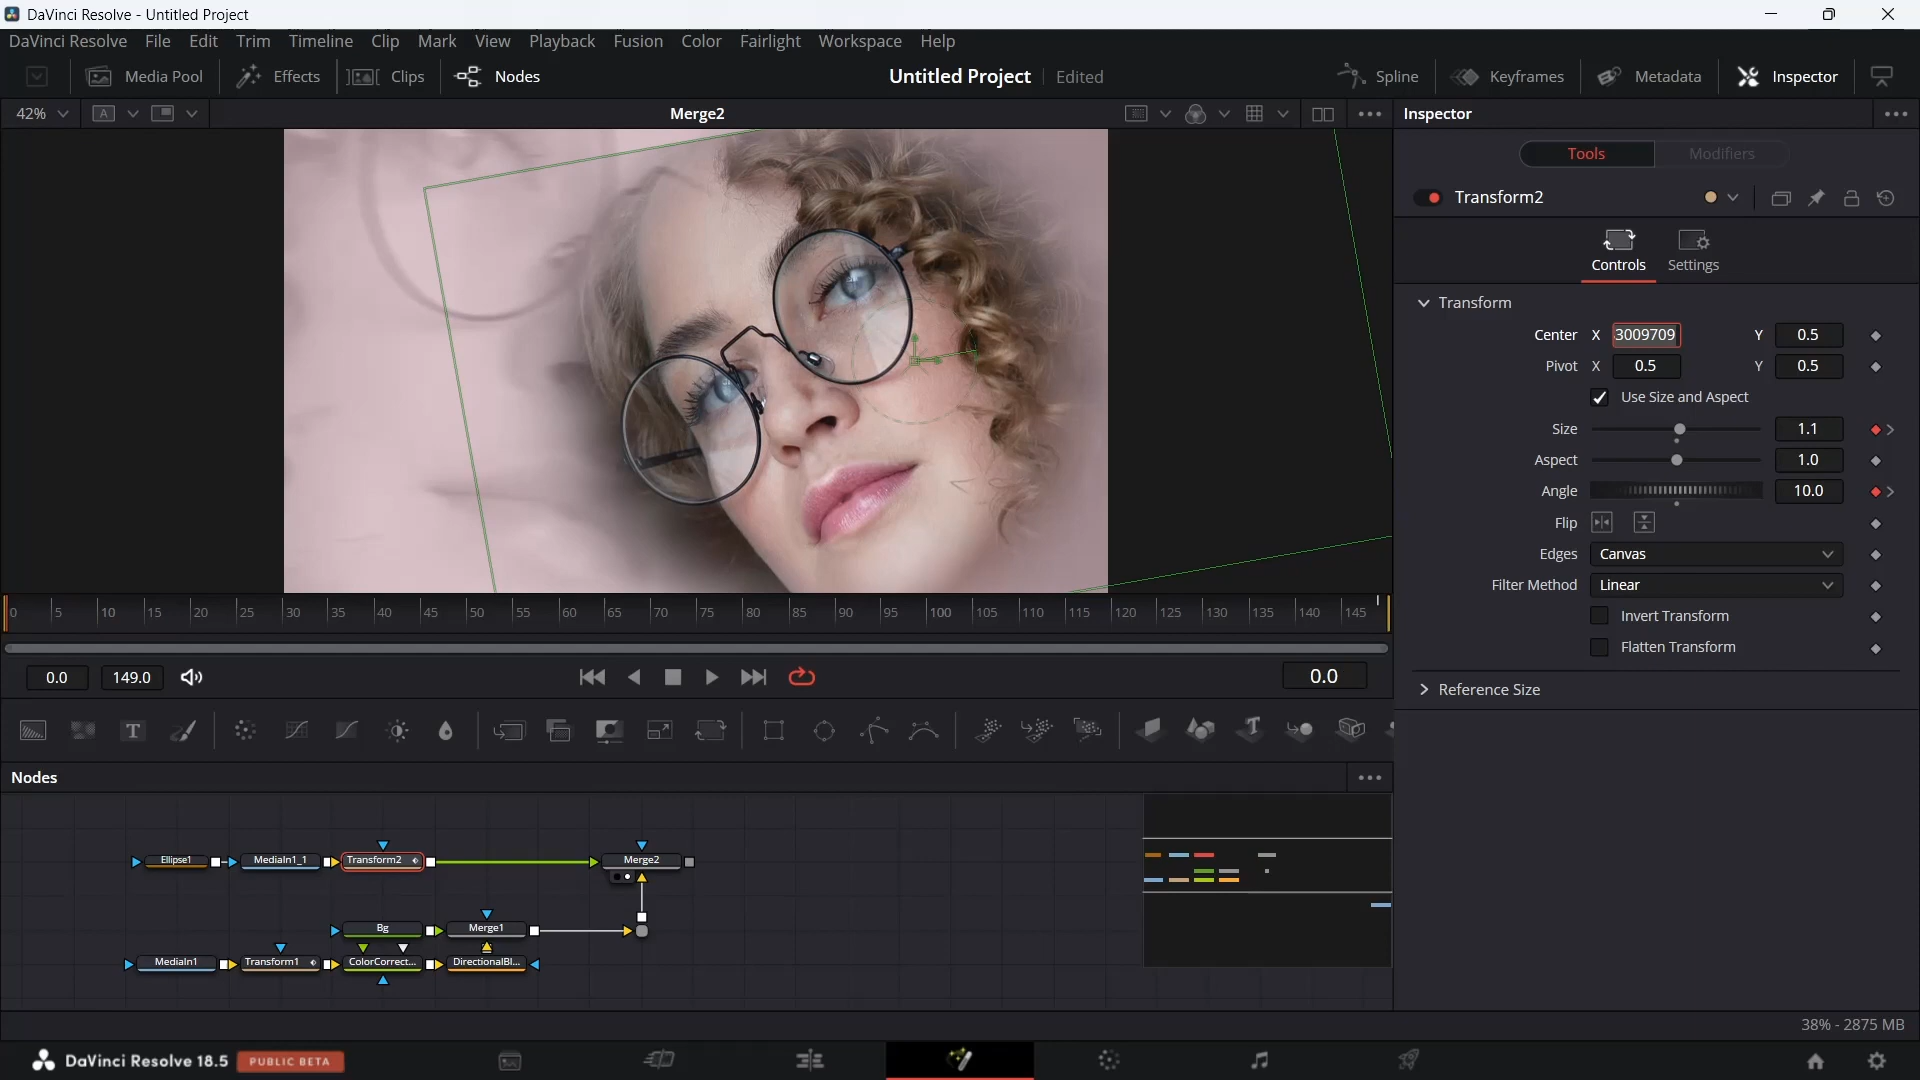 DaVinci Resolve - Untitled Project
DaVinci Resolve File Edit Trim Timeline Clip Mark View Playback Fusion Color Fairlight Workspace Help
Media Pool Effects Clips Nodes Untitled Project Edited Spline Keyframes Metadata Inspector
42% A Merge2 Inspector
Tools Modifiers
Transform2
Controls Settings
Transform
Center X 3009709 Y 0.5
Pivot X 0.5 Y 0.5
Use Size and Aspect
Size 1.1
Aspect 1.0
Angle 10.0
Flip
Edges Canvas
Filter Method Linear
Invert Transform
Flatten Transform
Reference Size
0 5 10 15 20 25 30 35 40 45 50 55 60 65 70 75 80 85 90 95 100 105 110 115 120 125 130 135 140 145
0.0 149.0 0.0
T T
Nodes
Ellipse1 MediaIn1_1 Transform2 Merge2
Bg Merge1
MediaIn1 Transform1 ColorCorrect... DirectionalBl...
38% - 2875 MB
DaVinci Resolve 18.5 PUBLIC BETA